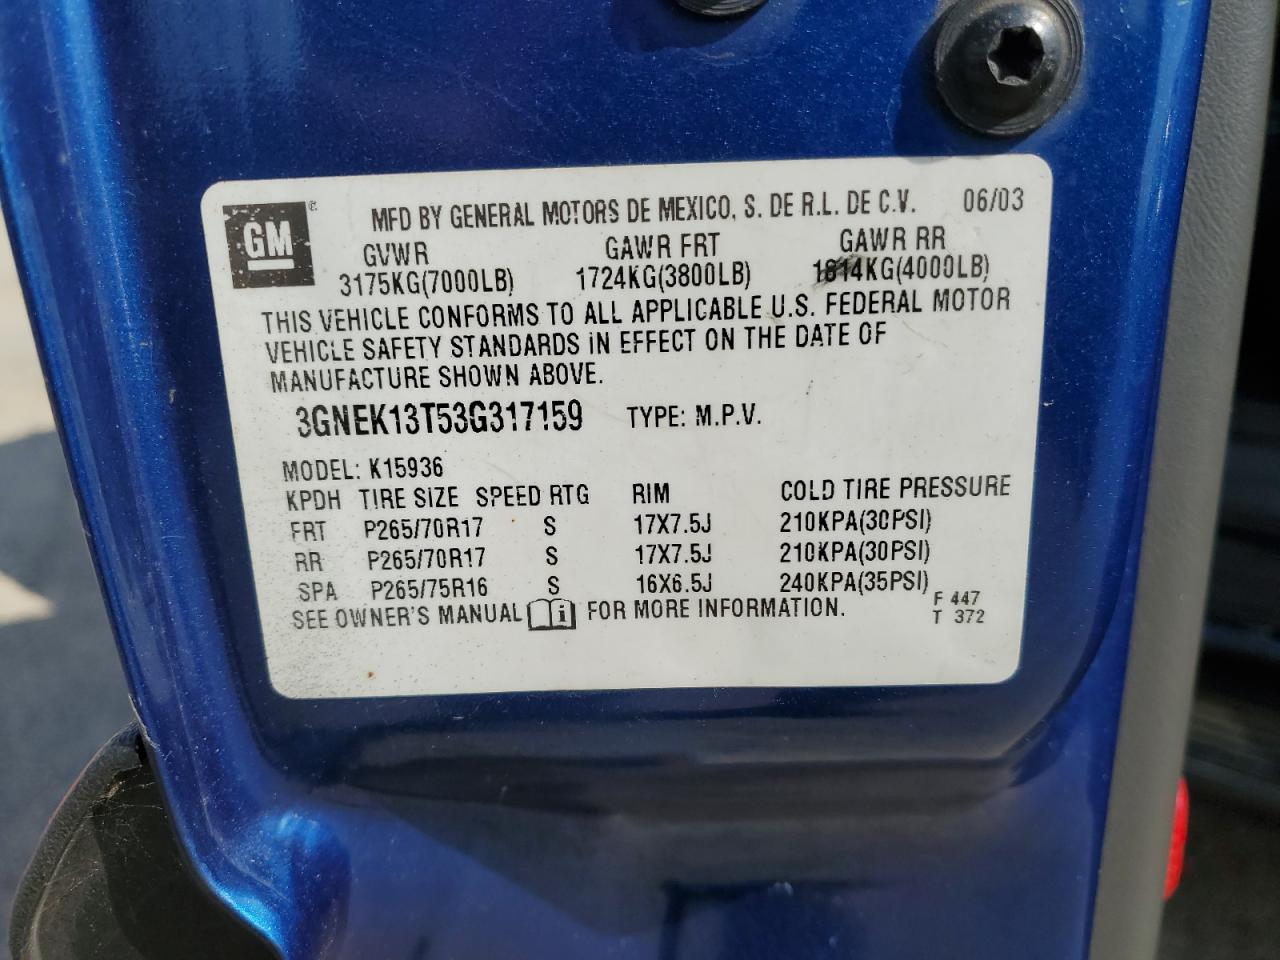 GM ®
MFD BY GENERAL MOTORS DE MEXICO, S. DE R.L. DE C.V. 06/03
GVWR GAWR FRT GAWR RR
3175KG(7000LB) 1724KG(3800LB) 1814KG(4000LB)
THIS VEHICLE CONFORMS TO ALL APPLICABLE U.S. FEDERAL MOTOR
VEHICLE SAFETY STANDARDS IN EFFECT ON THE DATE OF
MANUFACTURE SHOWN ABOVE.
3GNEK13T53G317159 TYPE: M.P.V.
MODEL: K15936
KPDH TIRE SIZE SPEED RTG RIM COLD TIRE PRESSURE
FRT P265/70R17 S 17X7.5J 210KPA(30PSI)
RR P265/70R17 S 17X7.5J 210KPA(30PSI)
SPA P265/75R16 S 16X6.5J 240KPA(35PSI)
SEE OWNER'S MANUAL i FOR MORE INFORMATION.
F 447
T 372